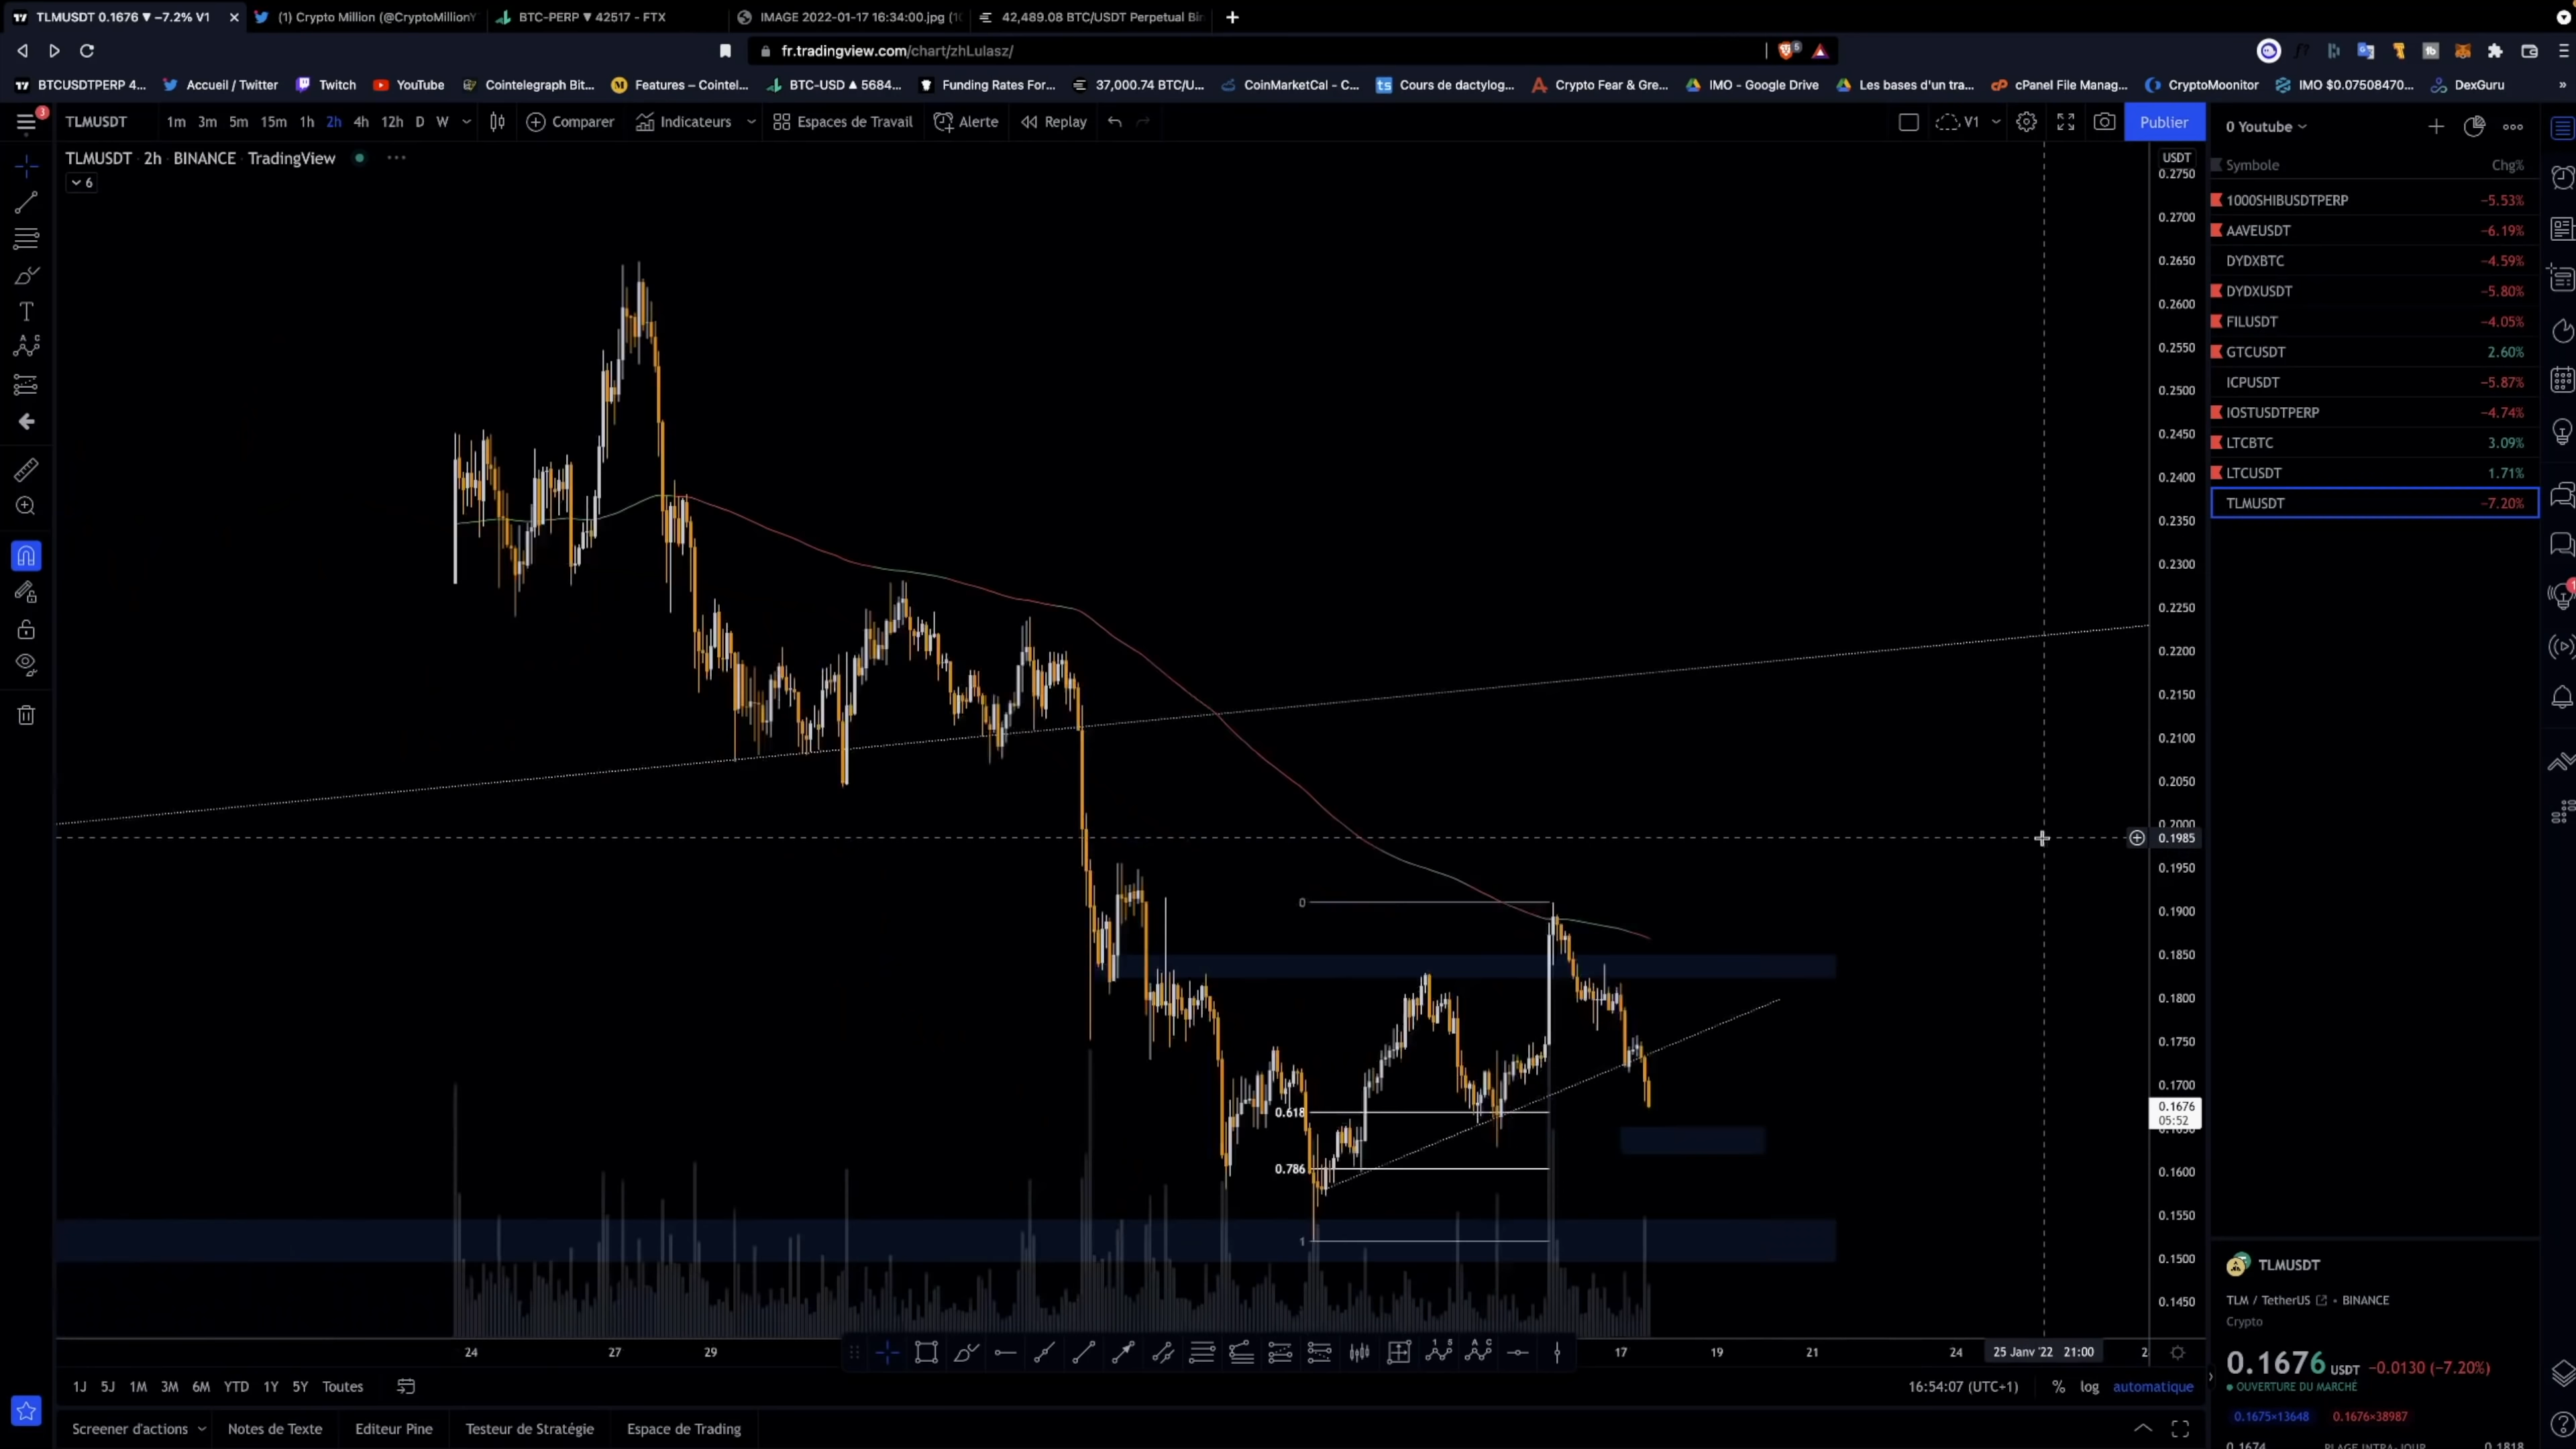 TLMUSDT 0.1676 ▼ −7.2% V1
(1) Crypto Million (@CryptoMillionY
BTC-PERP ▼ 42517 - FTX
IMAGE 2022-01-17 16:34:00.jpg
42,489.08 BTC/USDT Perpetual Bin
fr.tradingview.com/chart/zhLulasz/
BTCUSDTPERP 4...
Accueil / Twitter
Twitch
YouTube
Cointelegraph Bit...
Features – Cointel...
BTC-USD ▲ 5684...
Funding Rates For...
37,000.74 BTC/U...
CoinMarketCal - C...
Cours de dactylog...
Crypto Fear & Gre...
IMO - Google Drive
Les bases d'un tra...
cPanel File Manag...
CryptoMoonitor
IMO $0.07508470...
DexGuru
TLMUSDT 1m 3m 5m 15m 1h 2h 4h 12h D W
Comparer
Indicateurs
Espaces de Travail
Alerte
Replay
V1
Publier
TLMUSDT 2h BINANCE TradingView
6
USDT
0.2750
0.2700
0.2650
0.2600
0.2550
0.2500
0.2450
0.2400
0.2350
0.2300
0.2250
0.2200
0.2150
0.2100
0.2050
0.2000
0.1985
0.1950
0.1900
0.1850
0.1800
0.1750
0.1700
0.1676
05:52
0.1600
0.1550
0.1500
0.1450
0
0.618
0.786
1
24 27 29 17 19 21 24 25 Janv '22 21:00 2
1J 5J 1M 3M 6M YTD 1Y 5Y Toutes
16:54:07 (UTC+1) % log automatique
Screener d'actions
Notes de Texte
Editeur Pine
Testeur de Stratégie
Espace de Trading
0 Youtube
Symbole Chg%
1000SHIBUSDTPERP −5.53%
AAVEUSDT −6.19%
DYDXBTC −4.59%
DYDXUSDT −5.80%
FILUSDT −4.05%
GTCUSDT 2.60%
ICPUSDT −5.87%
IOSTUSDTPERP −4.74%
LTCBTC 3.09%
LTCUSDT 1.71%
TLMUSDT −7.20%
TLMUSDT
TLM / TetherUS • BINANCE
Crypto
0.1676 USDT −0.0130 (−7.20%)
OUVERTURE DU MARCHÉ
0.1675×13648 0.1676×38987